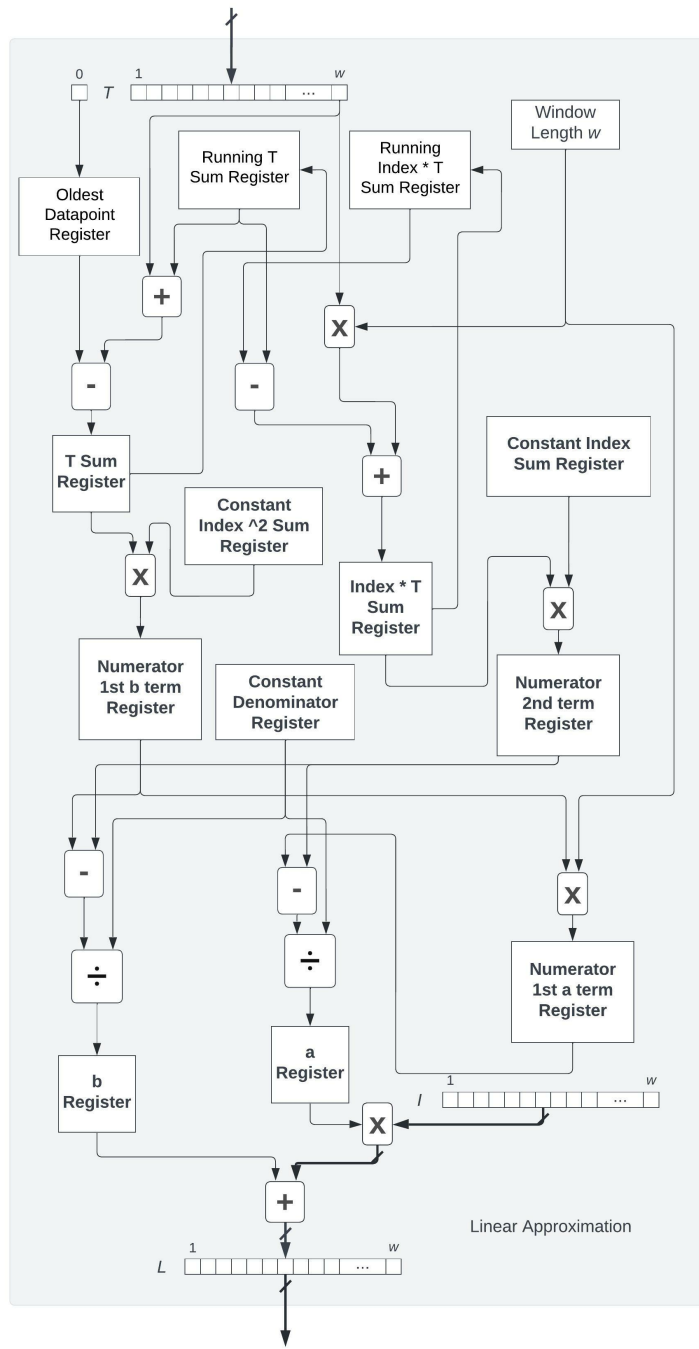 0
T
1
w
...
Window
Length w
Running T
Sum Register
Running
Index * T
Sum Register
Oldest
Datapoint
Register
+
X
-
-
T Sum
Register
Constant Index
Sum Register
+
Constant
Index ^2 Sum
Register
X
Index * T
Sum
Register
X
Numerator
1st b term
Register
Constant
Denominator
Register
Numerator
2nd term
Register
-
-
X
÷
÷
Numerator
1st a term
Register
b
Register
a
Register
1
w
I
...
X
+
Linear Approximation
1
w
L
...